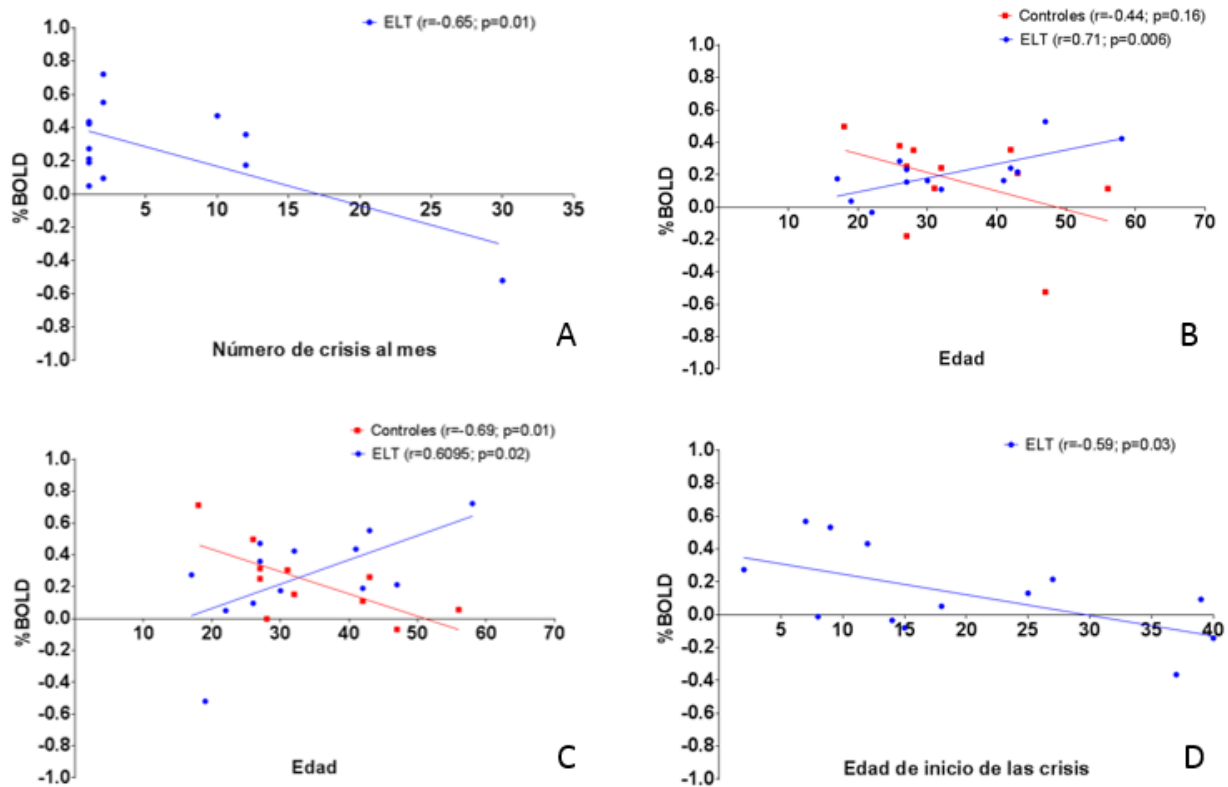 ELT (r=-0.65; p=0.01)
1.0
0.8
0.6
0.4
0.2
0.0
-0.2
-0.4
-0.6
-0.8
-1.0
%BOLD
5 10 15 20 25 30 35
Número de crisis al mes
A
Controles (r=-0.44; p=0.16)
ELT (r=0.71; p=0.006)
1.0
0.8
0.6
0.4
0.2
0.0
-0.2
-0.4
-0.6
-0.8
-1.0
%BOLD
10 20 30 40 50 60 70
Edad
B
Controles (r=-0.69; p=0.01)
ELT (r=0.6095; p=0.02)
1.0
0.8
0.6
0.4
0.2
0.0
-0.2
-0.4
-0.6
-0.8
-1.0
%BOLD
10 20 30 40 50 60 70
Edad
C
ELT (r=-0.59; p=0.03)
1.0
0.8
0.6
0.4
0.2
0.0
-0.2
-0.4
-0.6
-0.8
-1.0
%BOLD
5 10 15 20 25 30 35 40
Edad de inicio de las crisis
D